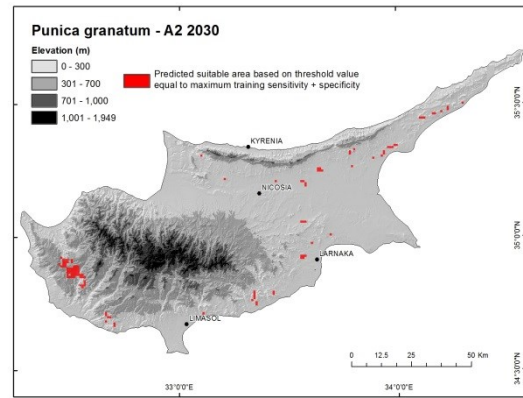 Punica granatum - A2 2030
Elevation (m)
0 - 300
301 - 700
701 - 1,000
1,001 - 1,949
Predicted suitable area based on threshold value
equal to maximum training sensitivity + specificity
KYRENIA
NICOSIA
LARNAKA
LIMASOL
35°30'0"N
35°0'0"N
34°30'0"N
0 12.5 25 50 Km
33°0'0"E 34°0'0"E